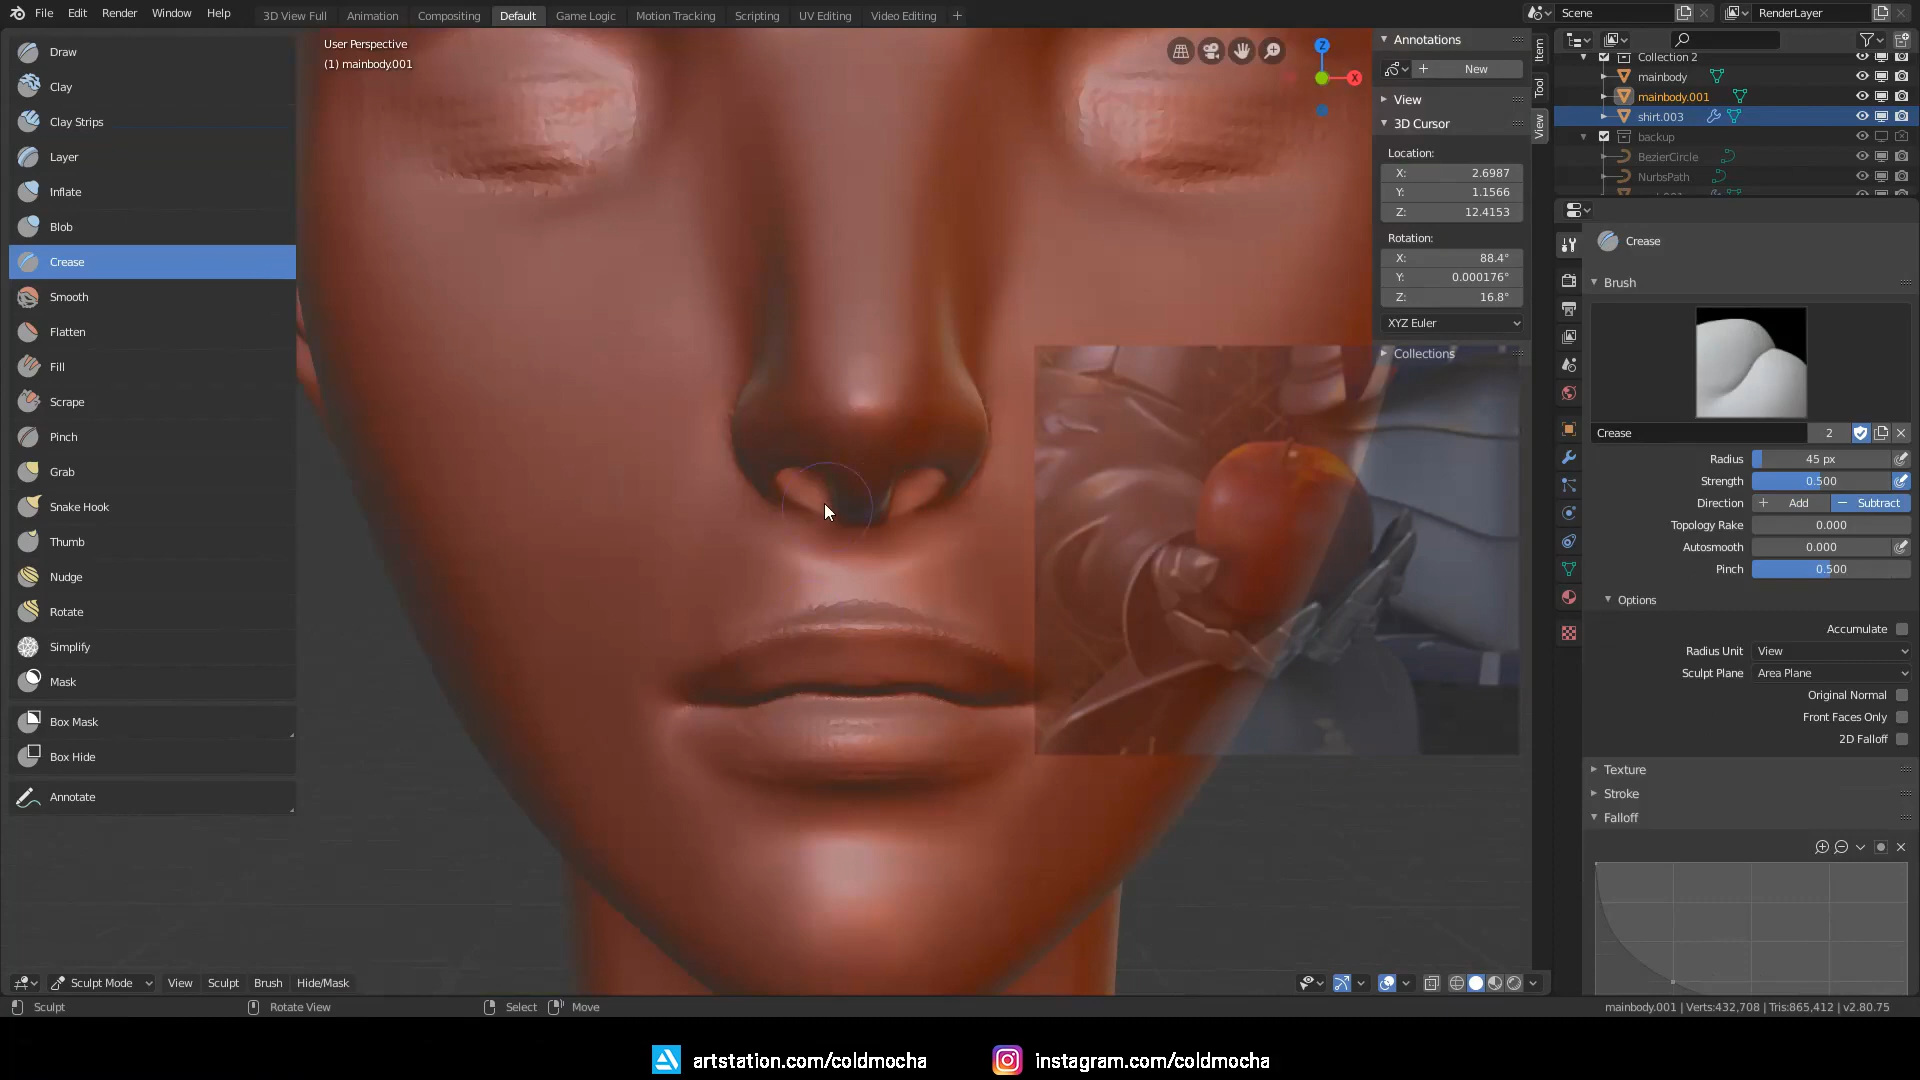 File Edit Render Window Help 3D View Full Animation Compositing Default Game Logic Motion Tracking Scripting UV Editing Video Editing + Scene RenderLayer
User Perspective
(1) mainbody.001
Draw
Clay
Clay Strips
Layer
Inflate
Blob
Crease
Smooth
Flatten
Fill
Scrape
Pinch
Grab
Snake Hook
Thumb
Nudge
Rotate
Simplify
Mask
Box Mask
Box Hide
Annotate
Z
X
Annotations
+ New
View
3D Cursor
Location:
X: 2.6987
Y: 1.1566
Z: 12.4153
Rotation:
X: 88.4°
Y: 0.000176°
Z: 16.8°
XYZ Euler
Collections
Item
Tool
View
Collection 2
mainbody
mainbody.001
shirt.003
backup
BezierCircle
NurbsPath
Crease
Brush
Crease 2
Radius 45 px
Strength 0.500
Direction + Add − Subtract
Topology Rake 0.000
Autosmooth 0.000
Pinch 0.500
Options
Accumulate
Radius Unit View
Sculpt Plane Area Plane
Original Normal
Front Faces Only
2D Falloff
Texture
Stroke
Falloff
Sculpt Mode View Sculpt Brush Hide/Mask
Sculpt Rotate View Select Move mainbody.001 | Verts:432,708 | Tris:865,412 | v2.80.75
artstation.com/coldmocha instagram.com/coldmocha